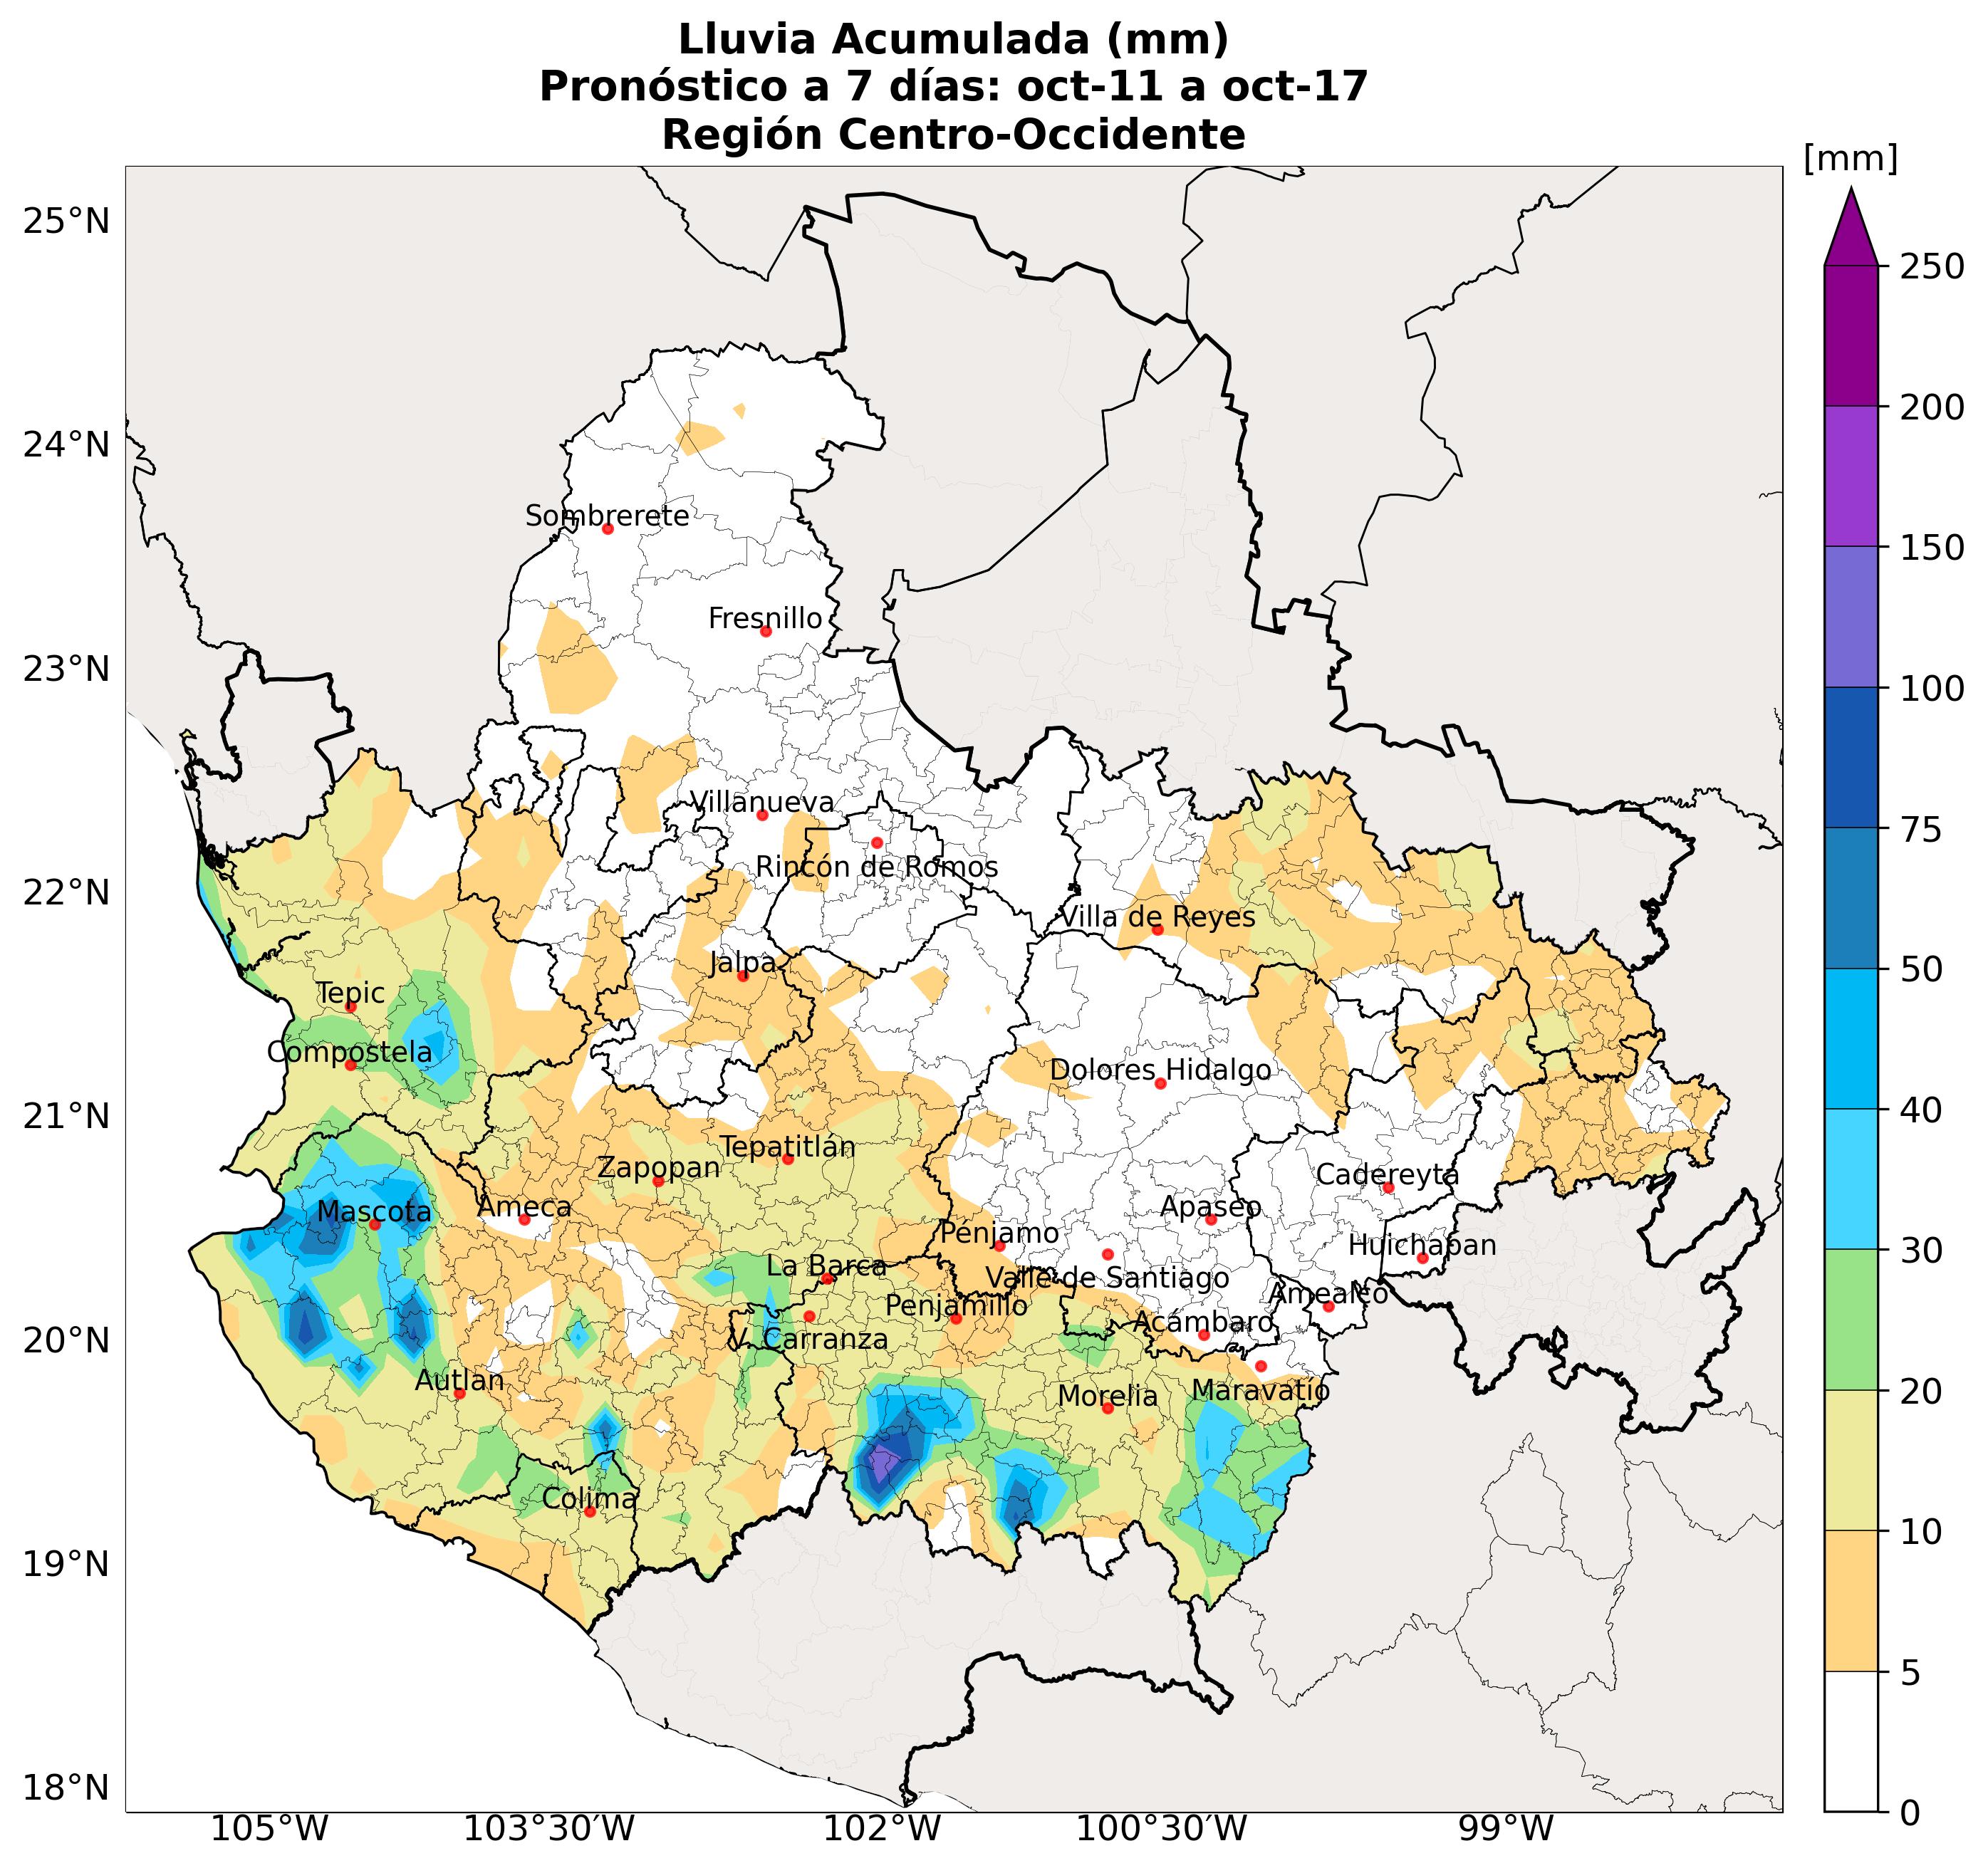 Lluvia Acumulada (mm)
Pronóstico a 7 días: oct-11 a oct-17
Región Centro-Occidente
[mm]
25°N
24°N
23°N
22°N
21°N
20°N
19°N
18°N
Sombrerete
Fresnillo
Villanueva
Rincón de Romos
Villa de Reyes
Jalpa
Tepic
Compostela
Dolores Hidalgo
Tepatitlán
Zapopan
Cadereyta
Ameca
Mascota
Apaseo
Pénjamo
Huichapan
La Barca
Valle de Santiago
Amealco
Penjamillo
Acámbaro
V. Carranza
Autlán
Maravatío
Morelia
Colima
250
200
150
100
75
50
40
30
20
10
5
0
105°W
103°30'W
102°W
100°30'W
99°W